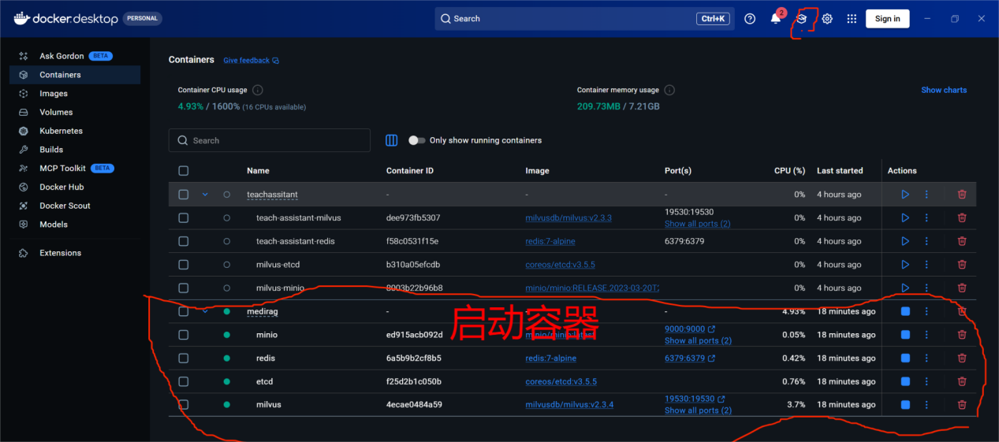 docker.desktop PERSONAL
Search Ctrl+K
2
Sign in
Ask Gordon BETA
Containers
Images
Volumes
Kubernetes
Builds
MCP Toolkit BETA
Docker Hub
Docker Scout
Models
Extensions
Containers Give feedback
Container CPU usage
4.93% / 1600% (16 CPUs available)
Container memory usage
209.73MB / 7.21GB
Show charts
Search
Only show running containers
Name Container ID Image Port(s) CPU (%) Last started Actions
teachassitant - - - 0% 4 hours ago
teach-assistant-milvus dee973fb5307 milvusdb/milvus:v2.3.3 19530:19530 0% 4 hours ago
Show all ports (2)
teach-assistant-redis f58c0531f15e redis:7-alpine 6379:6379 0% 4 hours ago
milvus-etcd b310a05efcdb coreos/etcd:v3.5.5 0% 4 hours ago
milvus-minio 8003b22b96b8 minio/minio:RELEASE.2023-03-20T2 0% 4 hours ago
medirag - - - 4.93% 18 minutes ago
启动容器
minio ed915acb092d minio/minio:latest 9000:9000 0.05% 18 minutes ago
Show all ports (2)
redis 6a5b9b2cf8b5 redis:7-alpine 6379:6379 0.42% 18 minutes ago
etcd f25d2b1c050b coreos/etcd:v3.5.5 0.76% 18 minutes ago
milvus 4ecae0484a59 milvusdb/milvus:v2.3.4 19530:19530 3.7% 18 minutes ago
Show all ports (2)